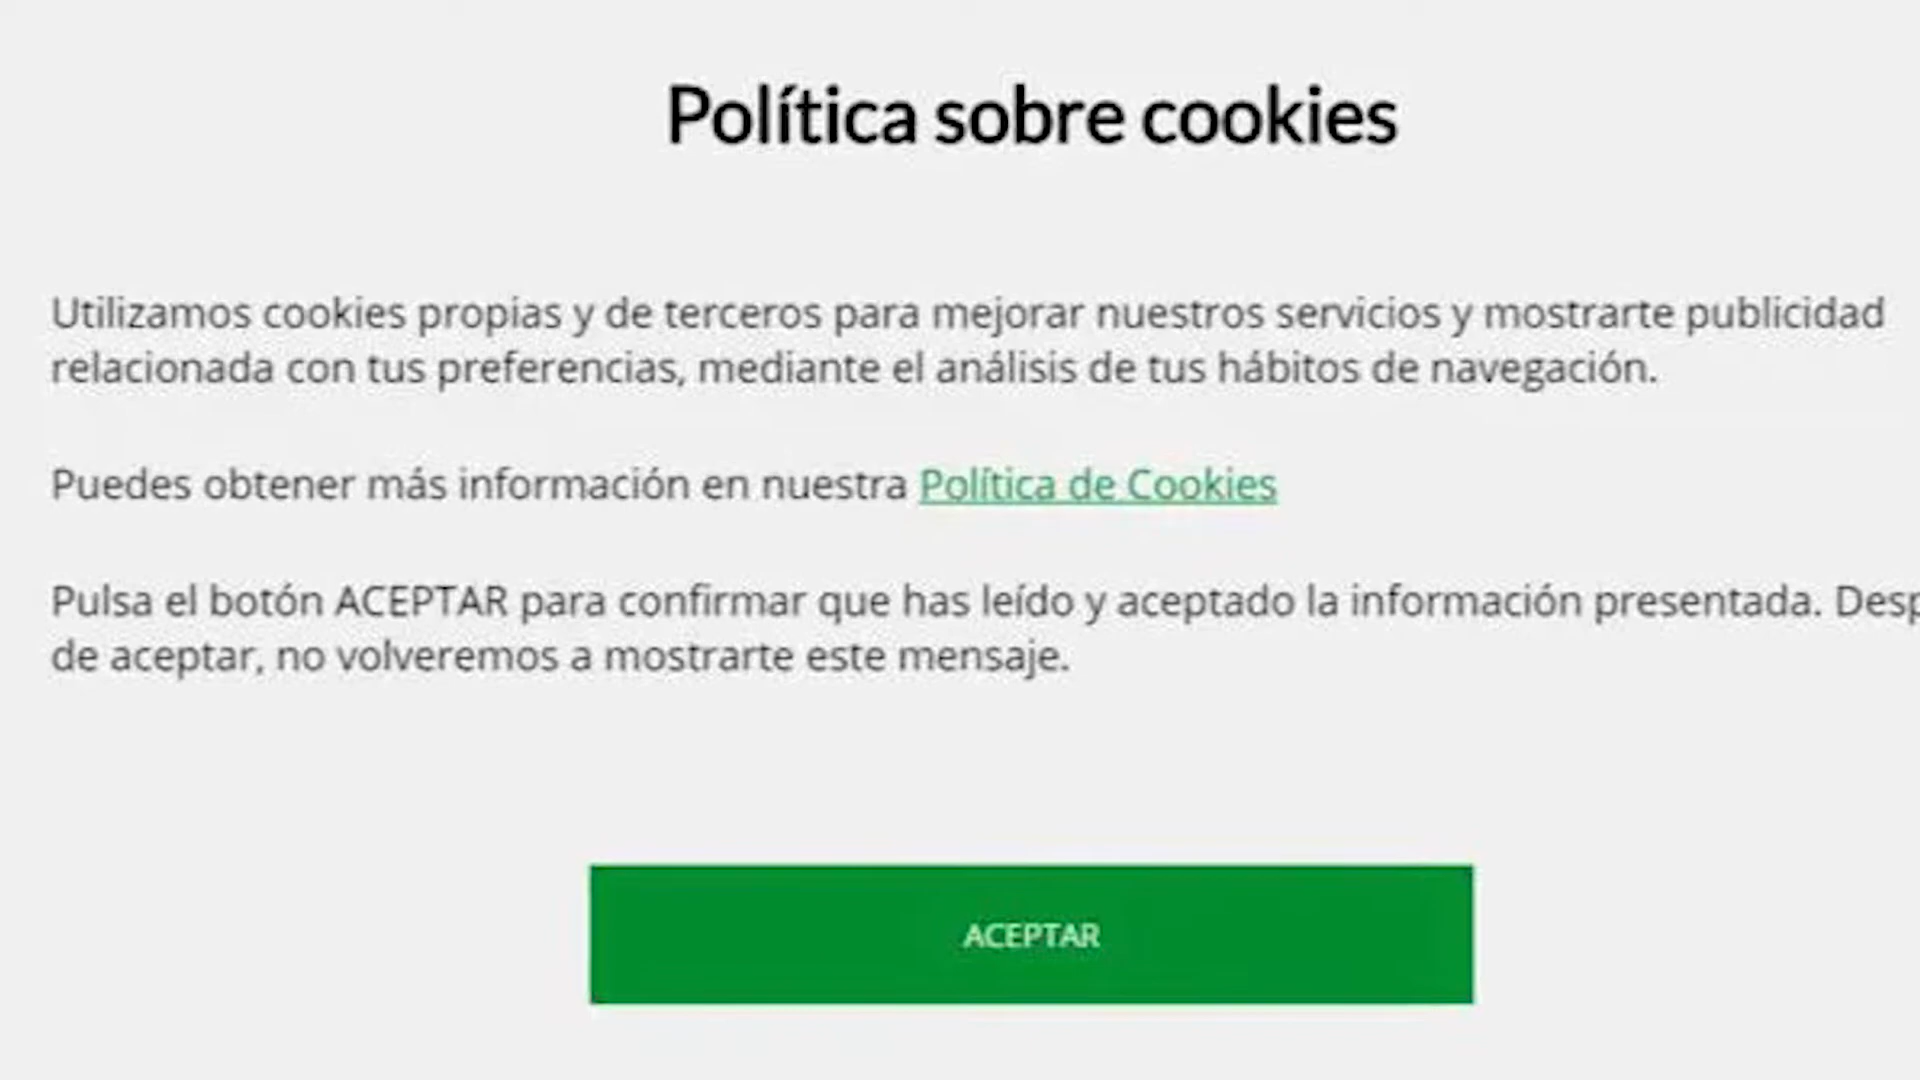 Política sobre cookies
Utilizamos cookies propias y de terceros para mejorar nuestros servicios y mostrarte publicidad
relacionada con tus preferencias, mediante el análisis de tus hábitos de navegación.
Puedes obtener más información en nuestra Política de Cookies
Pulsa el botón ACEPTAR para confirmar que has leído y aceptado la información presentada. Desp
de aceptar, no volveremos a mostrarte este mensaje.
ACEPTAR